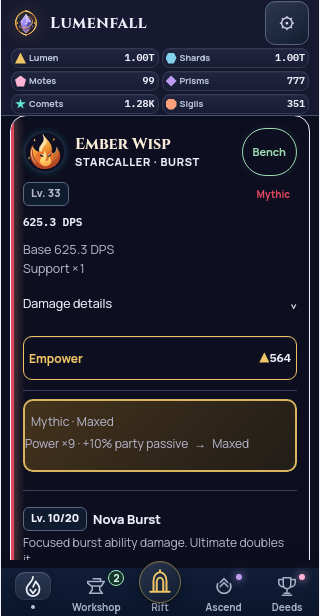 LUMENFALL
Lumen 1.00T
Shards 1.00T
Motes 99
Prisms 777
Comets 1.28K
Sigils 351
EMBER WISP
STARCALLER · BURST
Bench
Lv. 33
Mythic
625.3 DPS
Base 625.3 DPS
Support ×1
Damage details
Empower
564
Mythic · Maxed
Power ×9 · +10% party passive → Maxed
Lv. 10/20 Nova Burst
Focused burst ability damage. Ultimate doubles
it.
2
Workshop
Rift
Ascend
Deeds